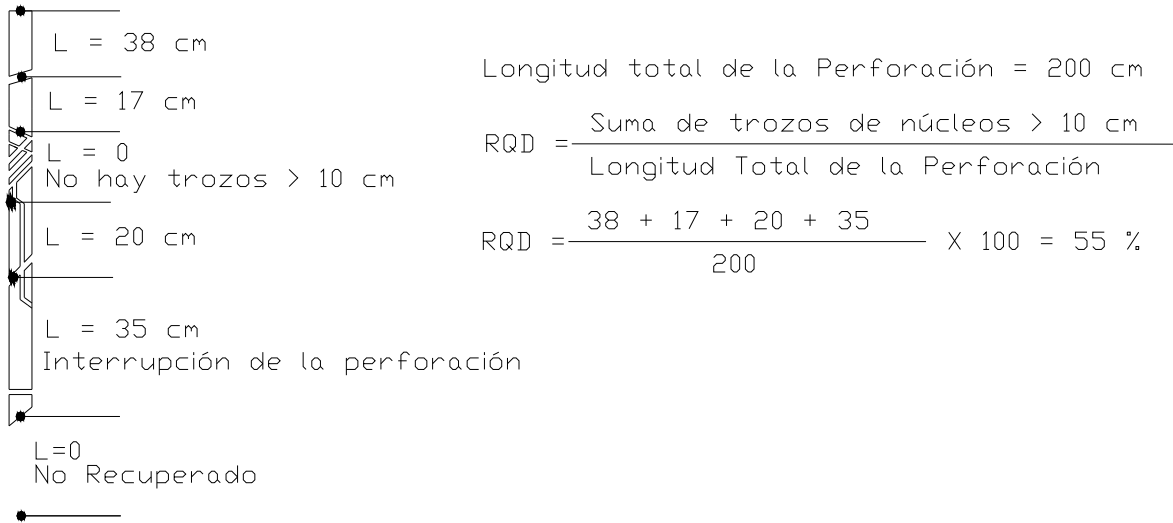 L = 38 cm
L = 17 cm
L = 0
No hay trozos > 10 cm
L = 20 cm
L = 35 cm
Interrupción de la perforación
L=0
No Recuperado
Longitud total de la Perforación = 200 cm
RQD = Suma de trozos de núcleos > 10 cm
Longitud Total de la Perforación
RQD = 38 + 17 + 20 + 35 X 100 = 55 %
200